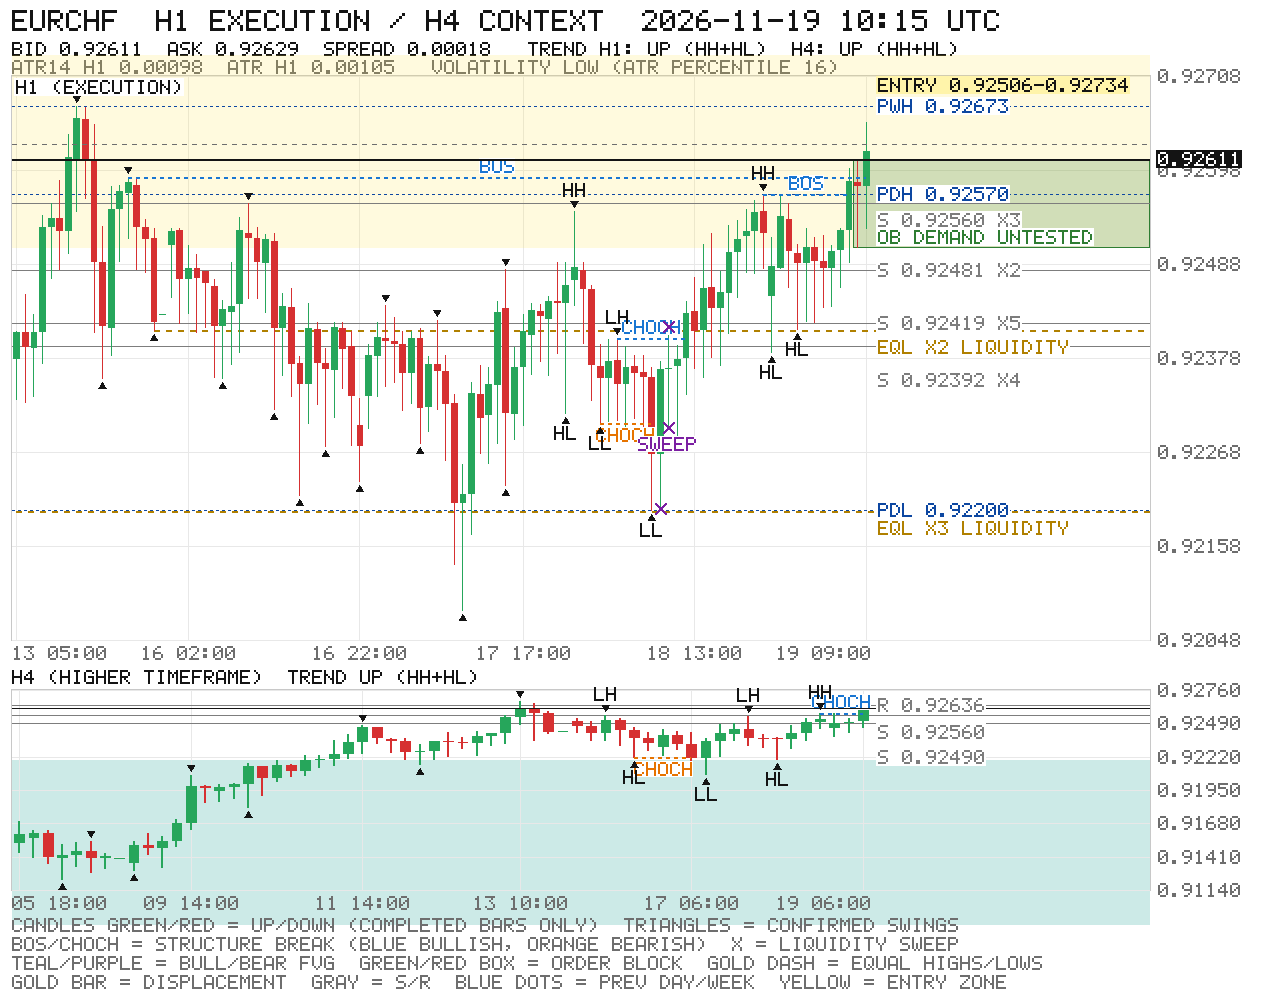 EURCHF  H1 EXECUTION / H4 CONTEXT  2026-11-19 10:15 UTC
BID 0.92611  ASK 0.92629  SPREAD 0.00018   TREND H1: UP (HH+HL)  H4: UP (HH+HL)
ATR14 H1 0.00098  ATR H1 0.00105   VOLATILITY LOW (ATR PERCENTILE 16)
0.92708
H1 (EXECUTION)
ENTRY 0.92506-0.92734
PWH 0.92673
0.92611
BOS
0.92598
HH
HH
BOS
PDH 0.92570
S 0.92560 X3
OB DEMAND UNTESTED
S 0.92481 X2
0.92488
LH
CHOCH
S 0.92419 X5
EQL X2 LIQUIDITY
HL
0.92378
HL
S 0.92392 X4
HL
CHOCH
LL
SWEEP
0.92268
PDL 0.92200
LL
EQL X3 LIQUIDITY
0.92158
0.92048
13 05:00  16 02:00  16 22:00  17 17:00  18 13:00  19 09:00
H4 (HIGHER TIMEFRAME)  TREND UP (HH+HL)
0.92760
LH
LH
HH
CHOCH
R 0.92636
0.92490
S 0.92560
S 0.92490
0.92220
CHOCH
HL
HL
0.91950
LL
0.91680
0.91410
0.91140
05 18:00  09 14:00  11 14:00  13 10:00  17 06:00  19 06:00
CANDLES GREEN/RED = UP/DOWN (COMPLETED BARS ONLY)  TRIANGLES = CONFIRMED SWINGS
BOS/CHOCH = STRUCTURE BREAK (BLUE BULLISH, ORANGE BEARISH)  X = LIQUIDITY SWEEP
TEAL/PURPLE = BULL/BEAR FVG  GREEN/RED BOX = ORDER BLOCK  GOLD DASH = EQUAL HIGHS/LOWS
GOLD BAR = DISPLACEMENT  GRAY = S/R  BLUE DOTS = PREV DAY/WEEK  YELLOW = ENTRY ZONE